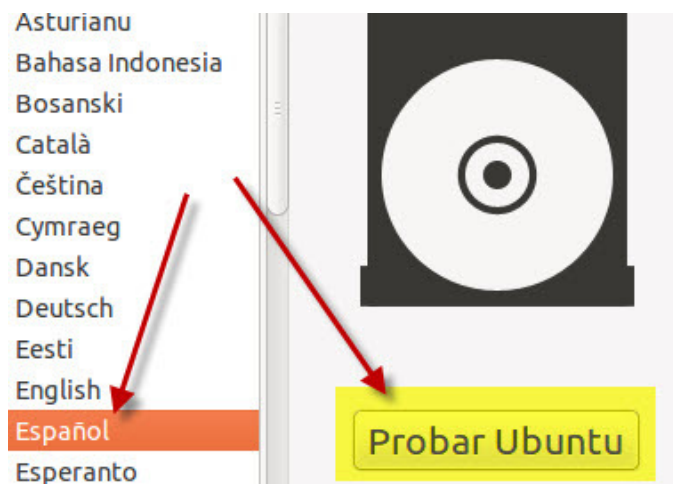 Asturianu
Bahasa Indonesia
Bosanski
Català
Čeština
Cymraeg
Dansk
Deutsch
Eesti
English
Español
Esperanto
Probar Ubuntu